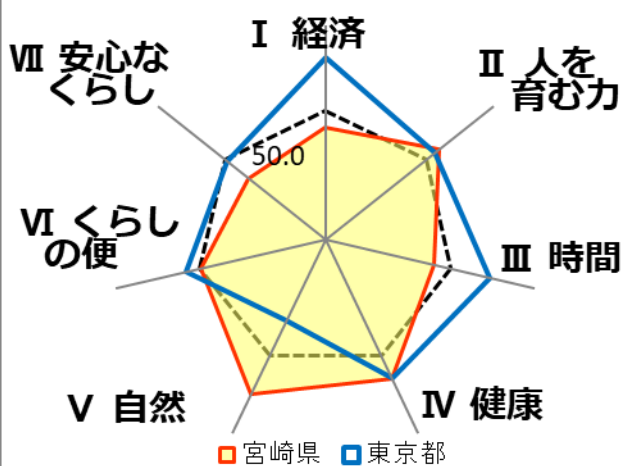 Ⅰ 経済
Ⅱ 人を
育む力
Ⅶ 安心な
くらし
50.0
Ⅵ くらし
の便
Ⅲ 時間
Ⅴ 自然
Ⅳ 健康
宮崎県 東京都